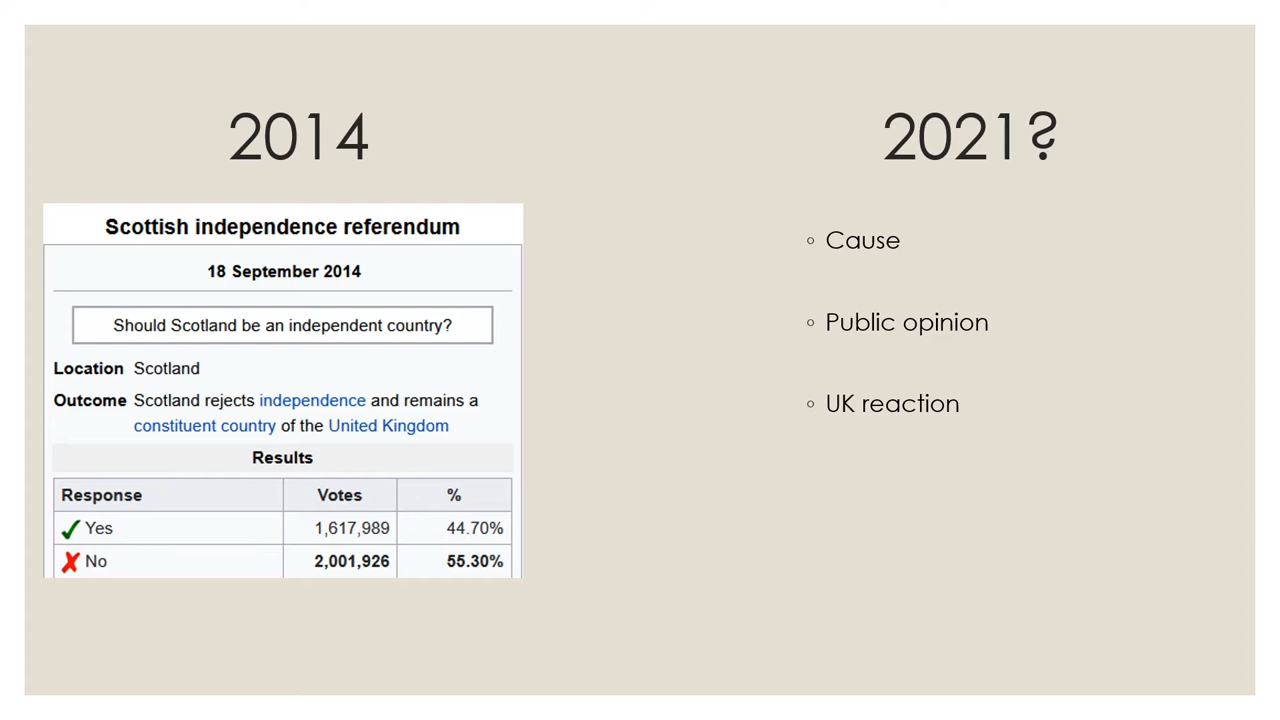 2014
Scottish independence referendum
18 September 2014
Should Scotland be an independent country?
Location Scotland
Outcome Scotland rejects independence and remains a
constituent country of the United Kingdom
Results
Response Votes %
Yes 1,617,989 44.70%
No 2,001,926 55.30%
2021?
Cause
Public opinion
UK reaction